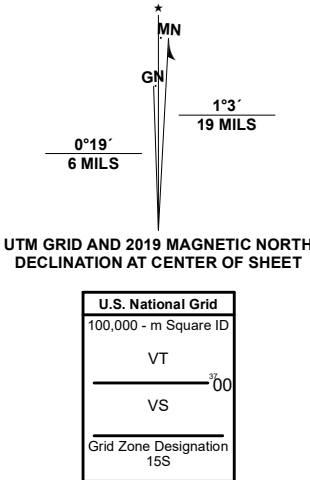 ★
MN
GN
1°3´
19 MILS
0°19´
6 MILS
UTM GRID AND 2019 MAGNETIC NORTH
DECLINATION AT CENTER OF SHEET
U.S. National Grid
100,000 - m Square ID
VT
3700
VS
Grid Zone Designation
15S